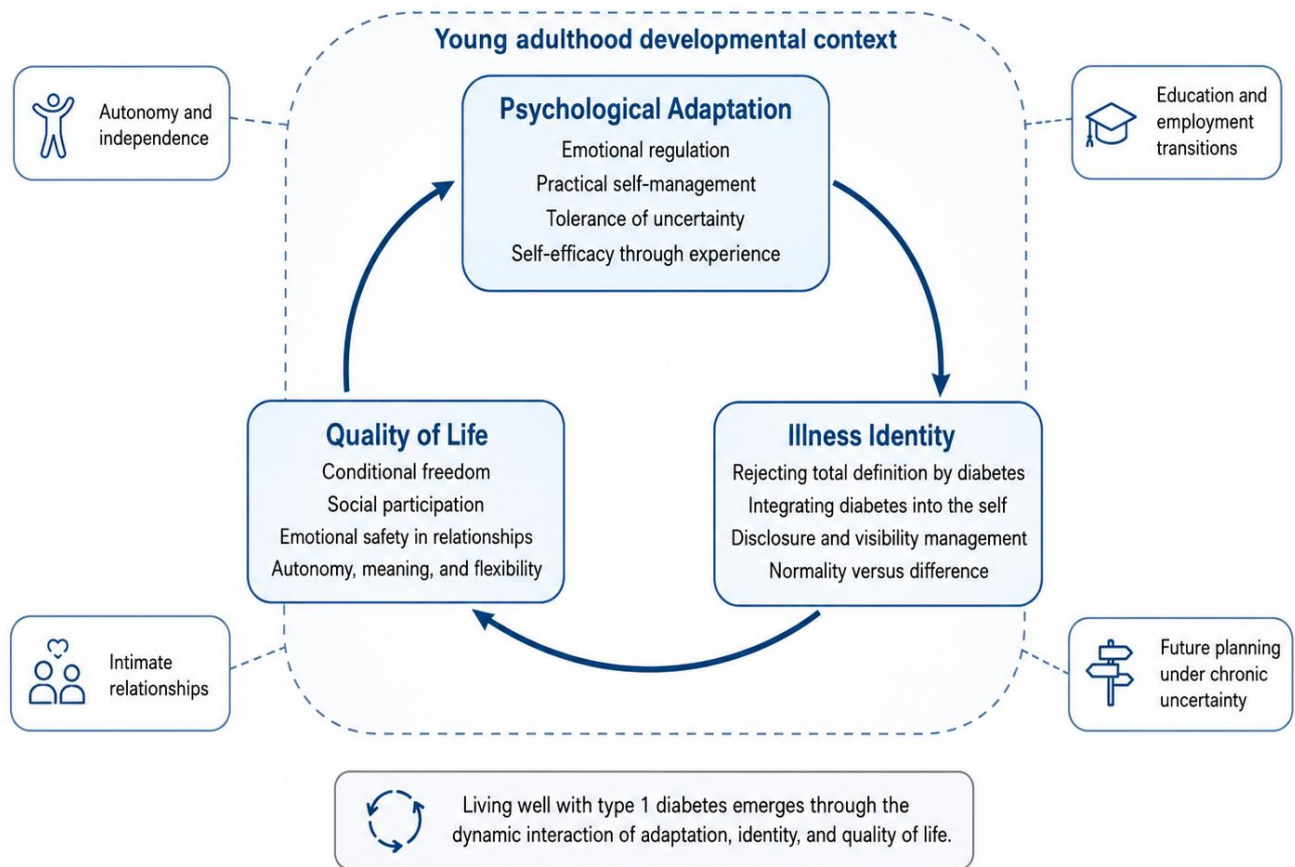 Young adulthood developmental context
Autonomy and
independence
Education and
employment
transitions
Psychological Adaptation
Emotional regulation
Practical self-management
Tolerance of uncertainty
Self-efficacy through experience
Quality of Life
Conditional freedom
Social participation
Emotional safety in relationships
Autonomy, meaning, and flexibility
Illness Identity
Rejecting total definition by diabetes
Integrating diabetes into the self
Disclosure and visibility management
Normality versus difference
Intimate
relationships
Future planning
under chronic
uncertainty
Living well with type 1 diabetes emerges through the
dynamic interaction of adaptation, identity, and quality of life.